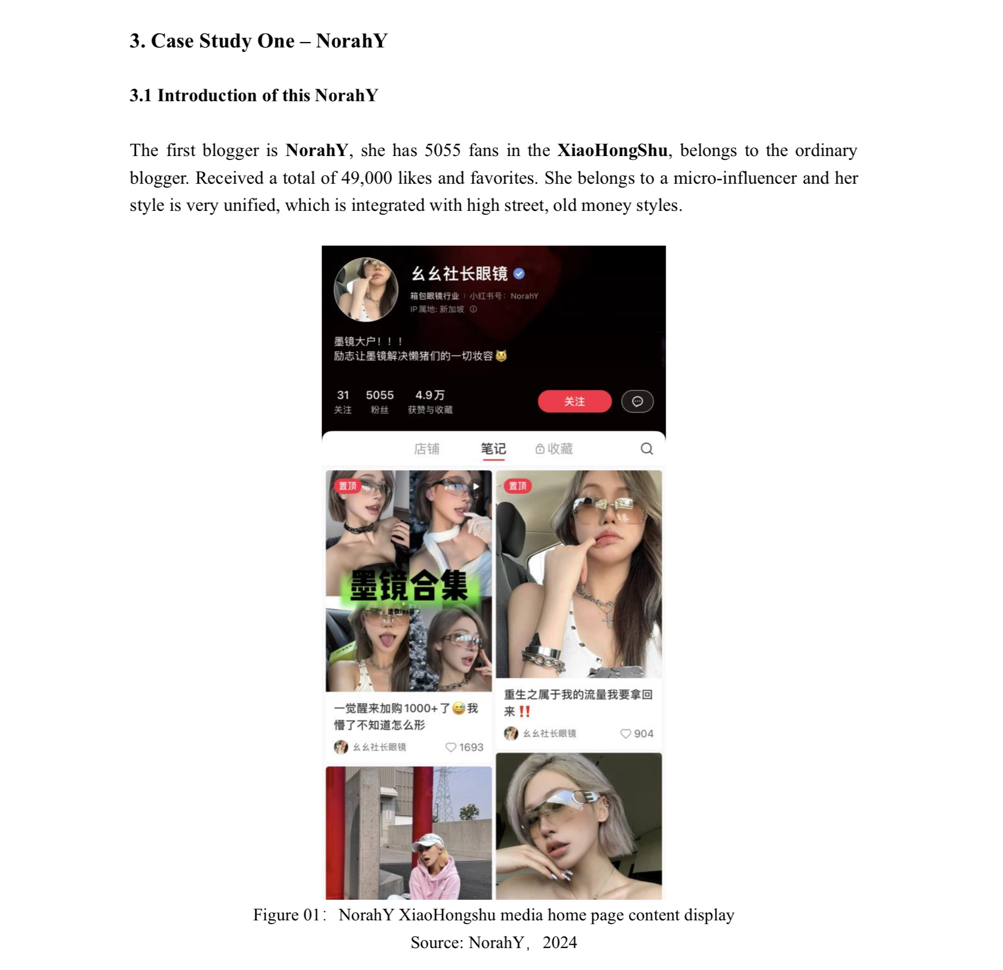 3. Case Study One – NorahY
3.1 Introduction of this NorahY
The first blogger is NorahY, she has 5055 fans in the XiaoHongShu, belongs to the ordinary
blogger. Received a total of 49,000 likes and favorites. She belongs to a micro-influencer and her
style is very unified, which is integrated with high street, old money styles.
幺幺社长眼镜
箱包眼镜行业 | 小红书号：NorahY
IP属地: 新加坡
墨镜大户！！！
励志让墨镜解决懒猪们的一切妆容😼
31 5055 4.9万
关注 粉丝 获赞与收藏
关注
店铺 笔记 收藏
置顶
墨镜合集
一觉醒来加购1000+了😅我
懵了不知道怎么形
幺幺社长眼镜 1693
置顶
重生之属于我的流量我要拿回
来‼️
幺幺社长眼镜 904
Figure 01：NorahY XiaoHongshu media home page content display
Source: NorahY，2024